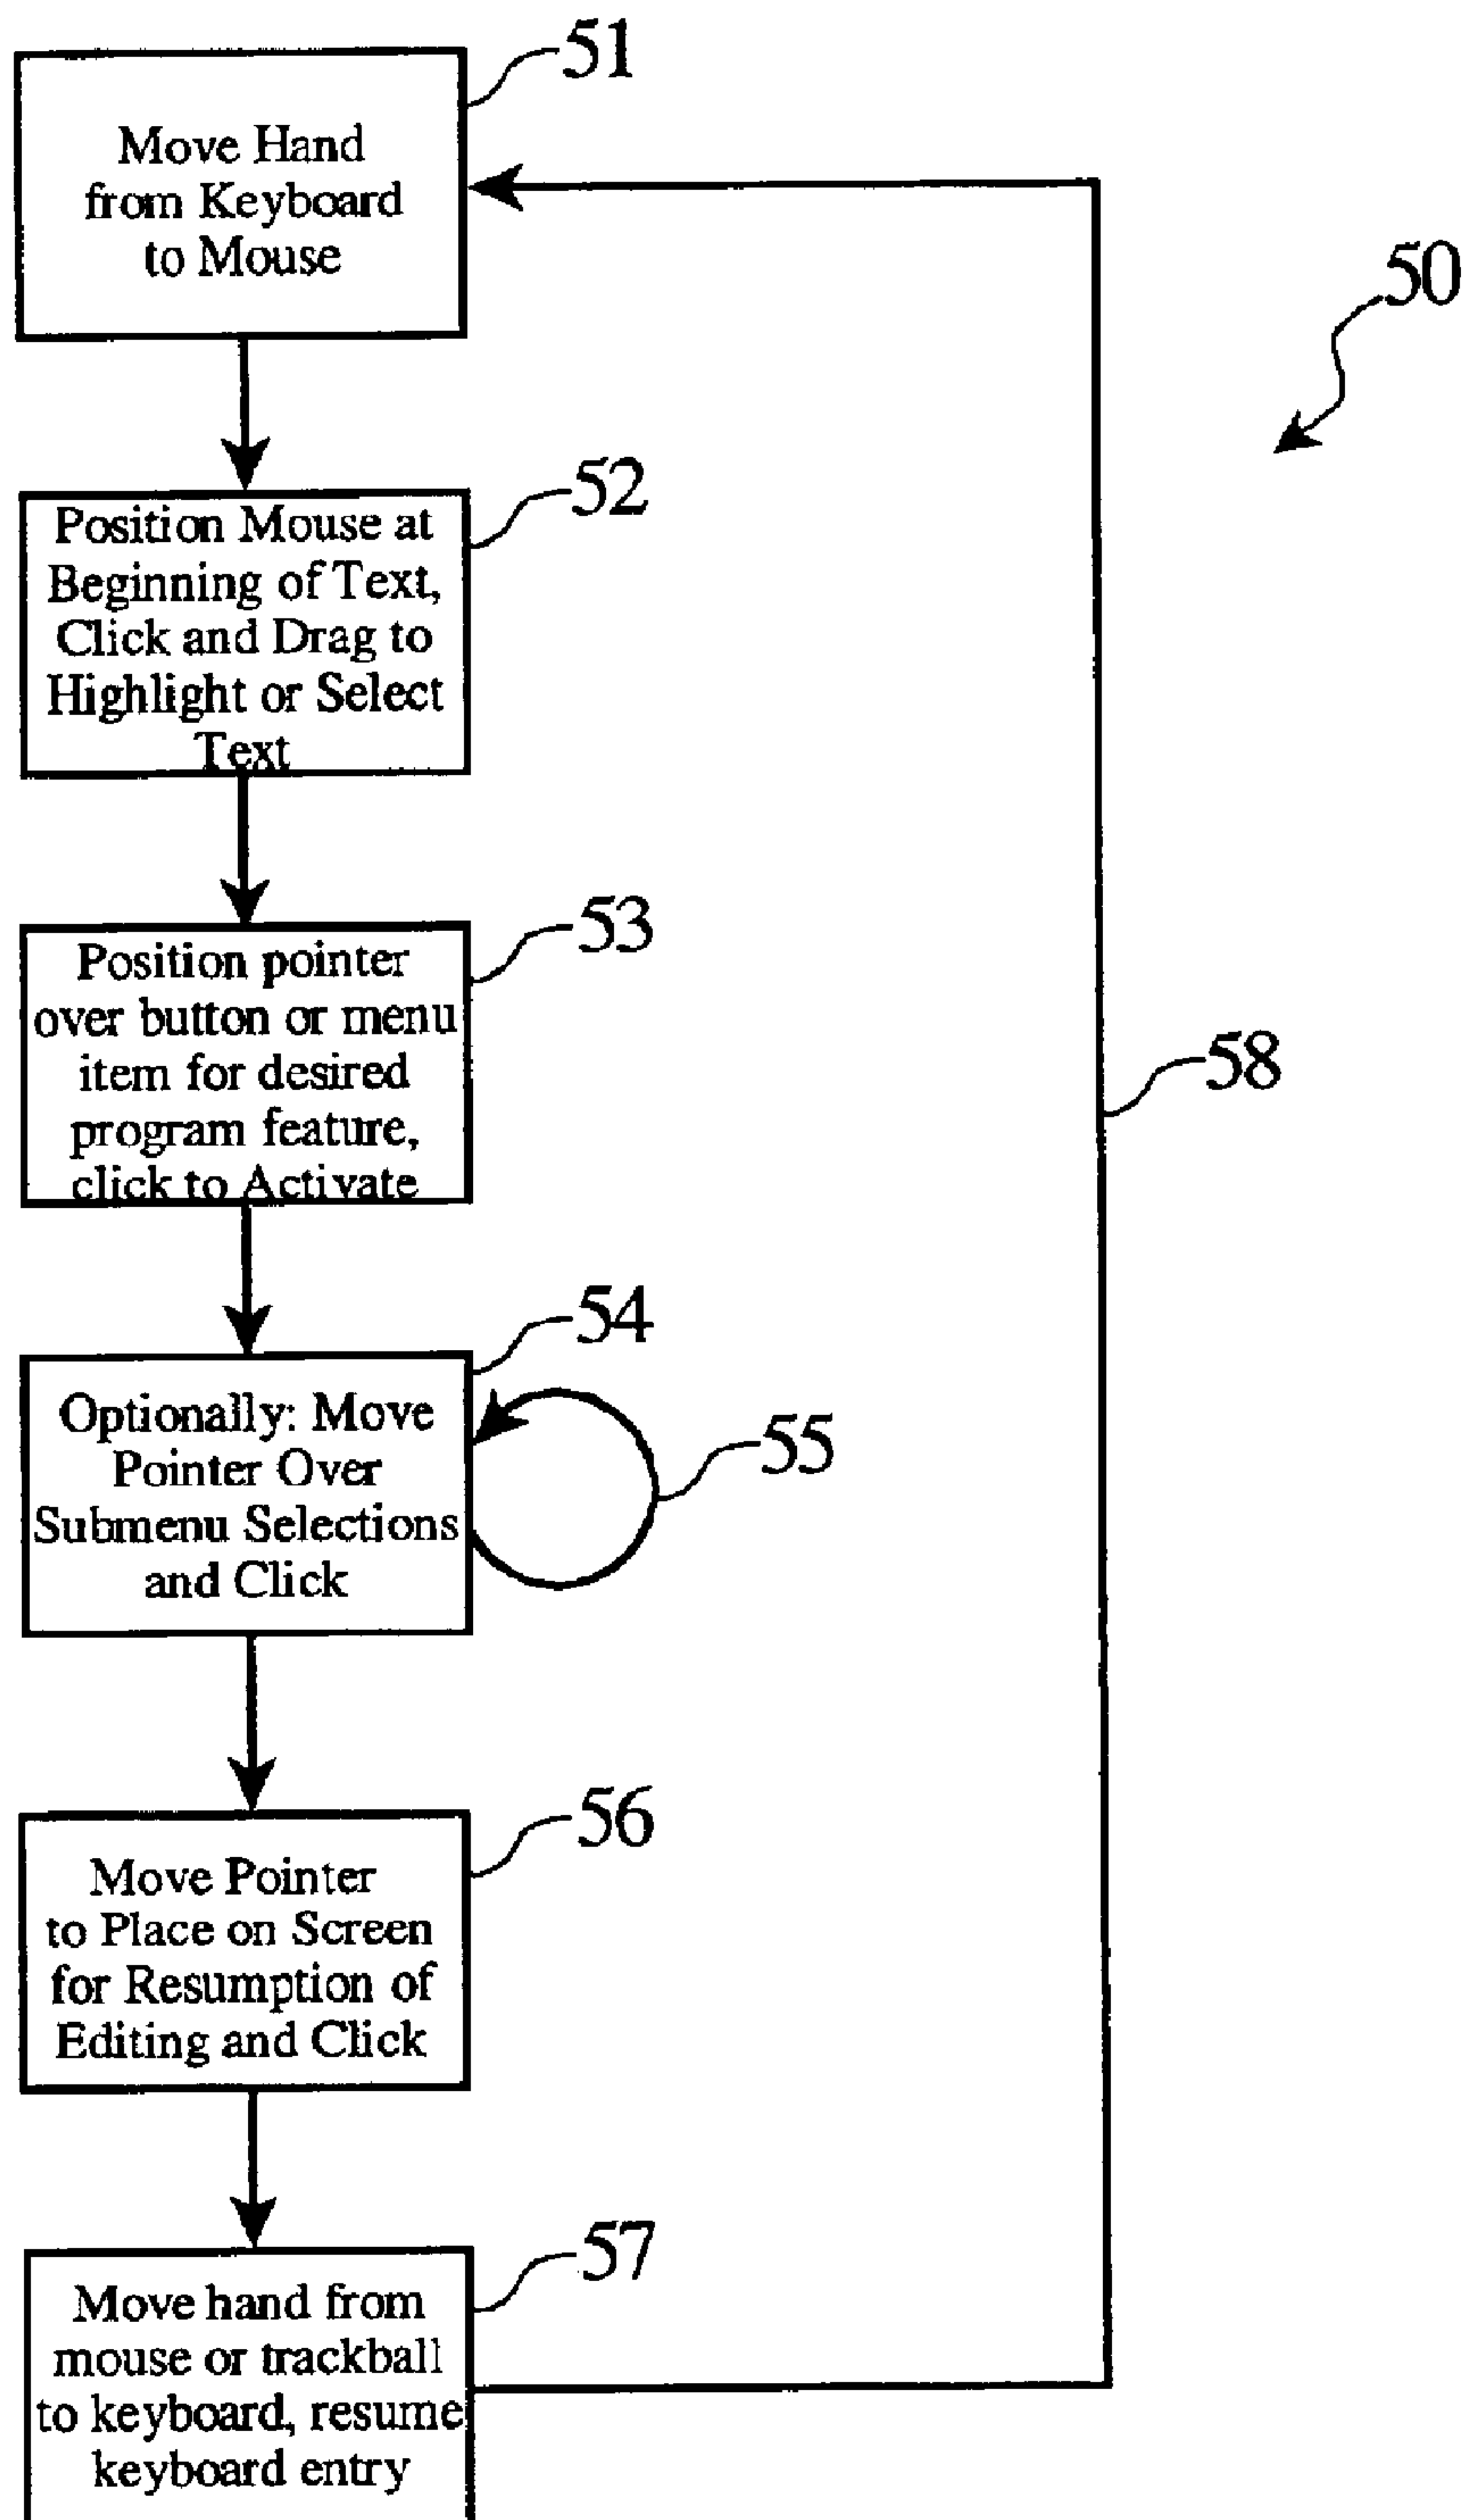 51
Move Hand
from Keyboard
to Mouse
50
52
Position Mouse at
Beginning of Text,
Click and Drag to
Highlight or Select
Text
53
Position pointer
over button or menu
item for desired
program feature,
click to Activate
58
54
Optionally: Move
Pointer Over
Submenu Selections
and Click
55
56
Move Pointer
to Place on Screen
for Resumption of
Editing and Click
57
Move hand from
mouse or trackball
to keyboard, resume
keyboard entry